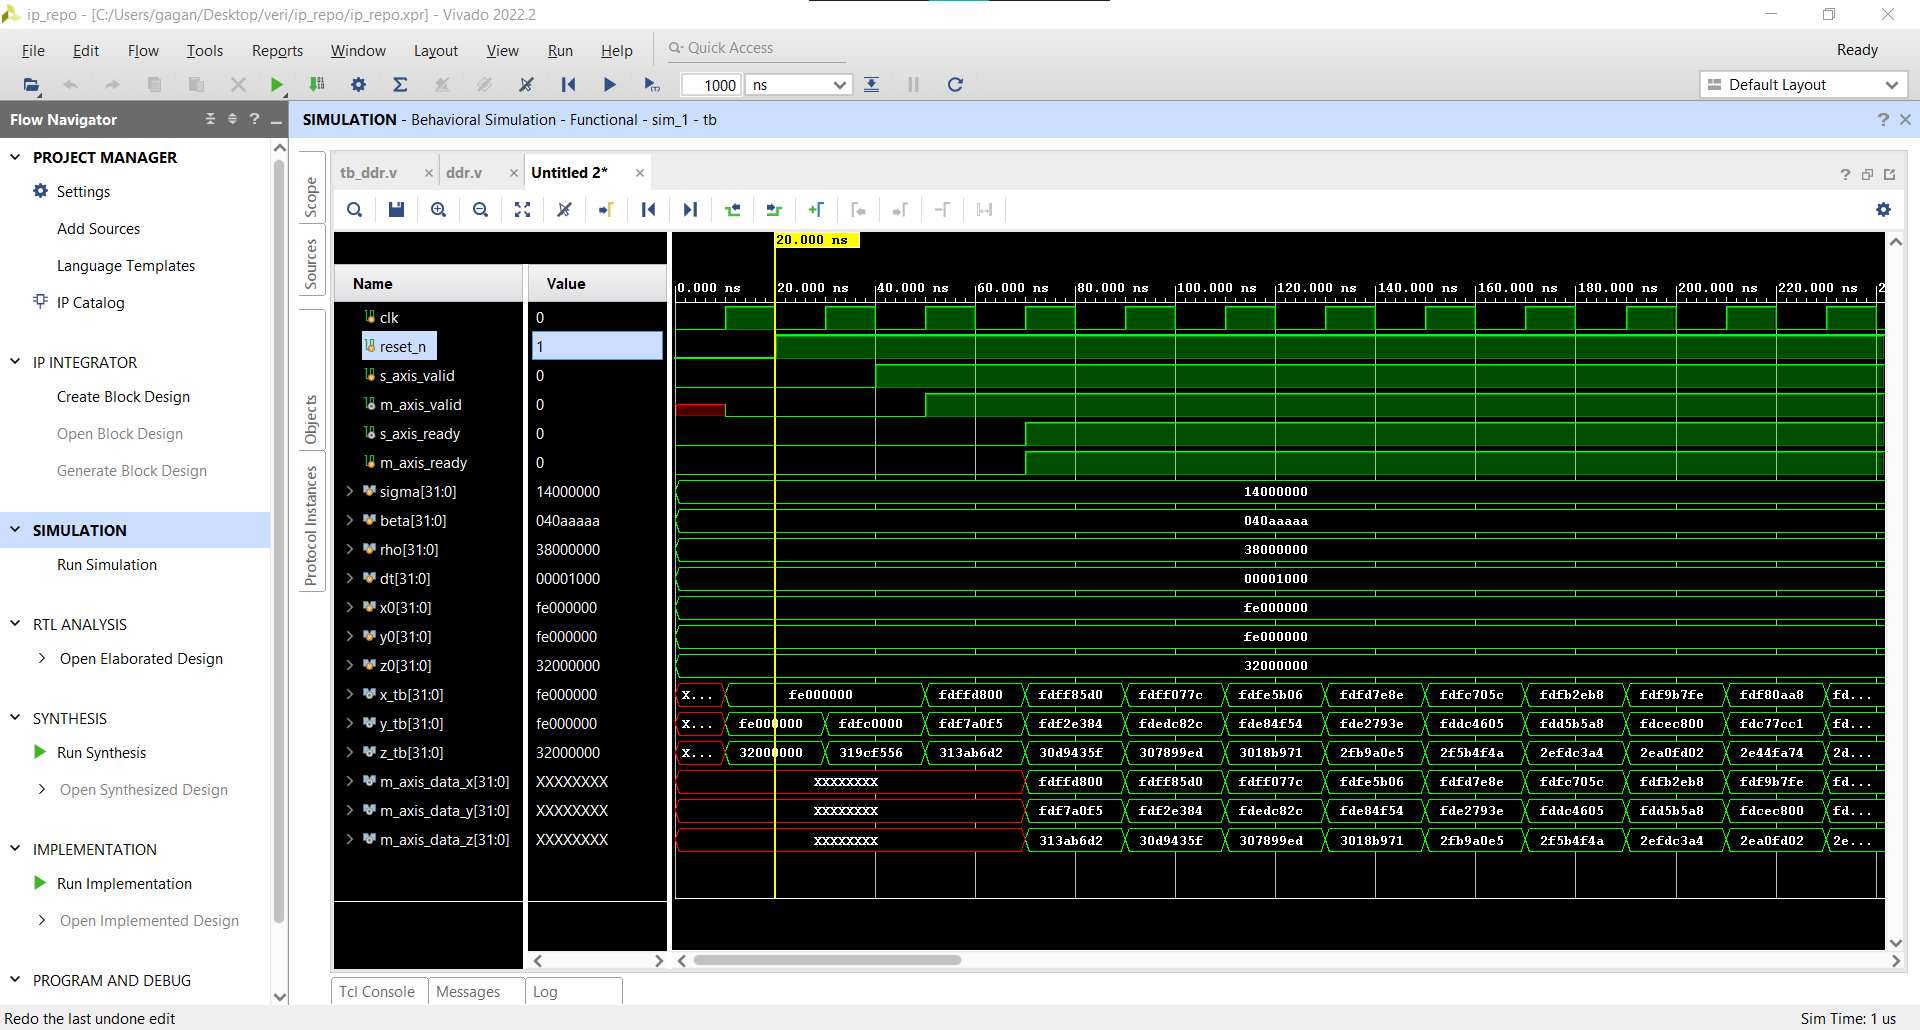 ip_repo - [C:/Users/gagan/Desktop/veri/ip_repo/ip_repo.xpr] - Vivado 2022.2
File Edit Flow Tools Reports Window Layout View Run Help Quick Access Ready
1000 ns Default Layout
Flow Navigator
SIMULATION - Behavioral Simulation - Functional - sim_1 - tb
PROJECT MANAGER
Settings
Add Sources
Language Templates
IP Catalog
IP INTEGRATOR
Create Block Design
Open Block Design
Generate Block Design
SIMULATION
Run Simulation
RTL ANALYSIS
Open Elaborated Design
SYNTHESIS
Run Synthesis
Open Synthesized Design
IMPLEMENTATION
Run Implementation
Open Implemented Design
PROGRAM AND DEBUG
Scope
Sources
Objects
Protocol Instances
tb_ddr.v ddr.v Untitled 2*
20.000 ns
Name Value
0.000 ns 20.000 ns 40.000 ns 60.000 ns 80.000 ns 100.000 ns 120.000 ns 140.000 ns 160.000 ns 180.000 ns 200.000 ns 220.000 ns 2
clk 0
reset_n 1
s_axis_valid 0
m_axis_valid 0
s_axis_ready 0
m_axis_ready 0
sigma[31:0] 14000000 14000000
beta[31:0] 040aaaaa 040aaaaa
rho[31:0] 38000000 38000000
dt[31:0] 00001000 00001000
x0[31:0] fe000000 fe000000
y0[31:0] fe000000 fe000000
z0[31:0] 32000000 32000000
x_tb[31:0] fe000000 X... fe000000 fdffd800 fdff85d0 fdff077c fdfe5b06 fdfd7e8e fdfc705c fdfb2eb8 fdf9b7fe fdf80aa8 fd...
y_tb[31:0] fe000000 X... fe000000 fdfc0000 fdf7a0f5 fdf2e384 fdedc82c fde84f54 fde2793e fddc4605 fdd5b5a8 fdcec800 fdc77cc1 fd...
z_tb[31:0] 32000000 X... 32000000 319cf556 313ab6d2 30d9435f 307899ed 3018b971 2fb9a0e5 2f5b4f4a 2efdc3a4 2ea0fd02 2e44fa74 2d...
m_axis_data_x[31:0] XXXXXXXX XXXXXXXX fdffd800 fdff85d0 fdff077c fdfe5b06 fdfd7e8e fdfc705c fdfb2eb8 fdf9b7fe fd...
m_axis_data_y[31:0] XXXXXXXX XXXXXXXX fdf7a0f5 fdf2e384 fdedc82c fde84f54 fde2793e fddc4605 fdd5b5a8 fdcec800 fd...
m_axis_data_z[31:0] XXXXXXXX XXXXXXXX 313ab6d2 30d9435f 307899ed 3018b971 2fb9a0e5 2f5b4f4a 2efdc3a4 2ea0fd02 2e...
Tcl Console Messages Log
Redo the last undone edit Sim Time: 1 us